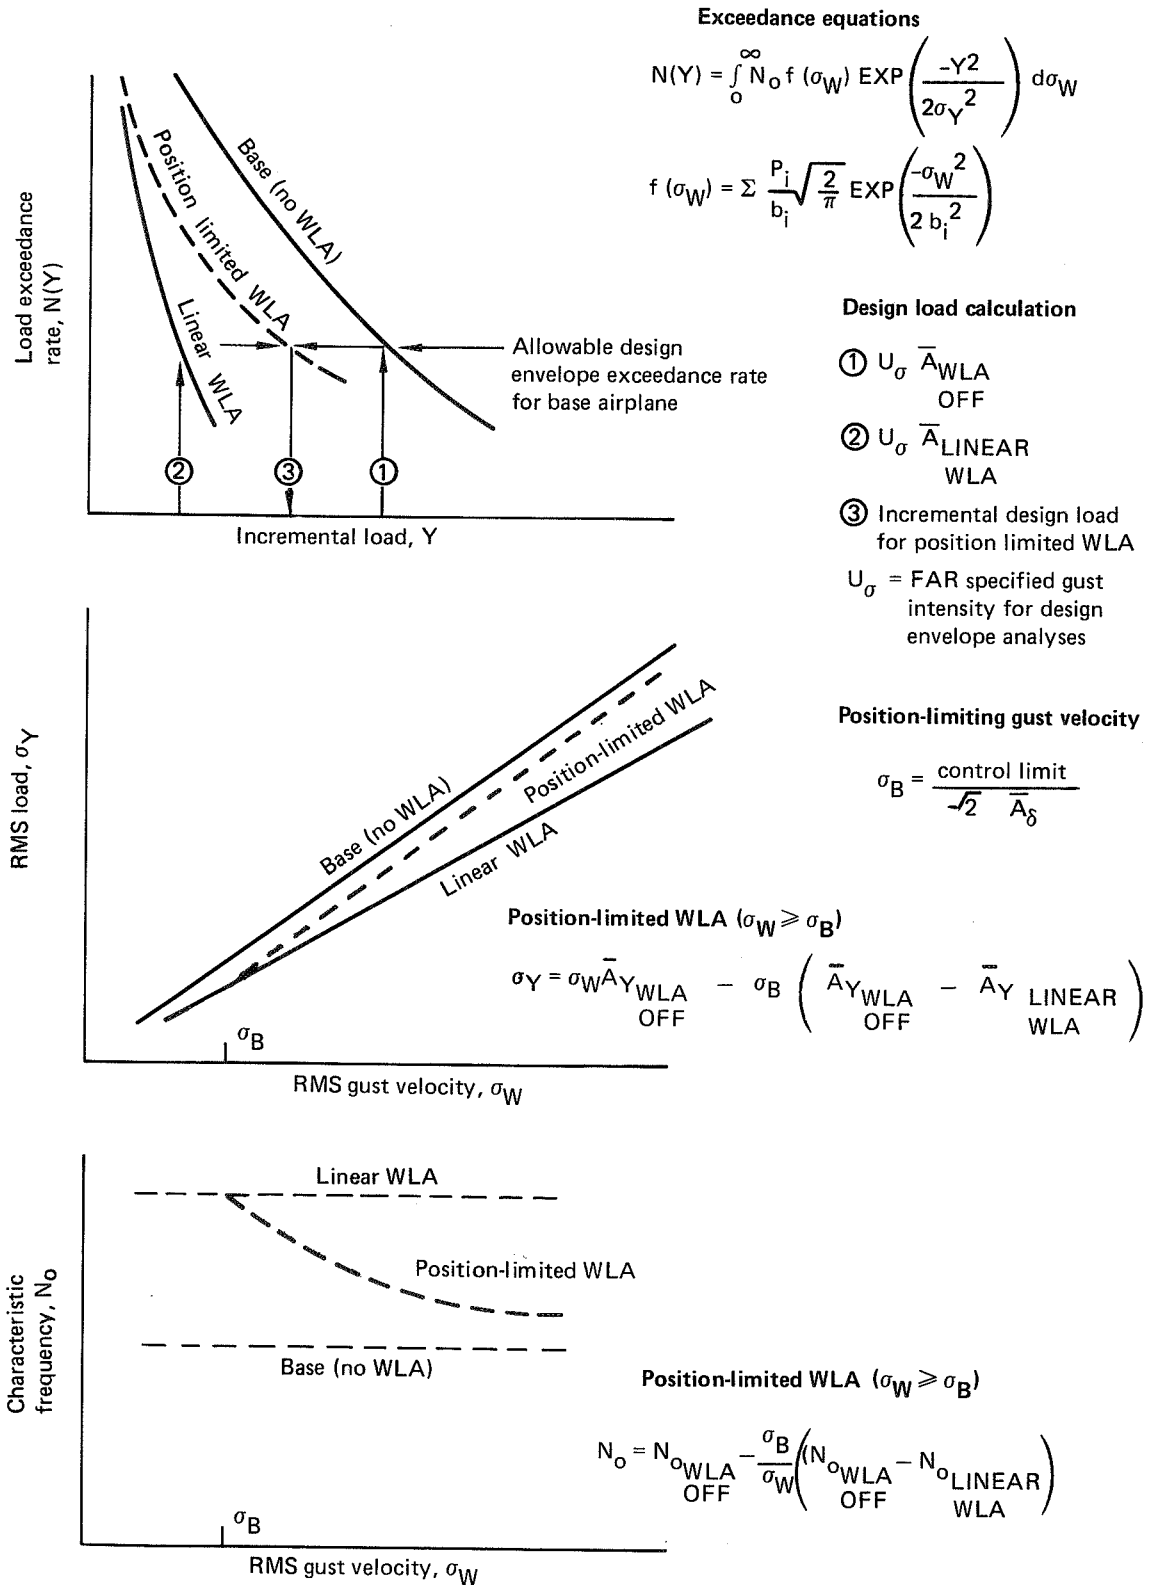 Exceedance equations
N(Y) = ∫₀^∞ N₀ f (σ_W) EXP (-Y² / 2σ_Y²) dσ_W
f (σ_W) = Σ P_i / b_i √(2/π) EXP (-σ_W² / 2 b_i²)
Load exceedance
rate, N(Y)
Position limited WLA
Base (no WLA)
Linear WLA
Allowable design
envelope exceedance rate
for base airplane
② ③ ①
Incremental load, Y
Design load calculation
① U_σ A̅ WLA
OFF
② U_σ A̅ LINEAR
WLA
③ Incremental design load
for position limited WLA
U_σ = FAR specified gust
intensity for design
envelope analyses
RMS load, σ_Y
Base (no WLA)
Position-limited WLA
Linear WLA
σ_B
RMS gust velocity, σ_W
Position-limiting gust velocity
σ_B = control limit / √2 A̅_δ
Position-limited WLA (σ_W ⩾ σ_B)
σ_Y = σ_W A̅_Y WLA OFF − σ_B ( A̅_Y WLA OFF − A̅_Y LINEAR WLA )
Characteristic
frequency, N₀
Linear WLA
Position-limited WLA
Base (no WLA)
σ_B
RMS gust velocity, σ_W
Position-limited WLA (σ_W ⩾ σ_B)
N₀ = N₀ WLA OFF − σ_B / σ_W (N₀ WLA OFF − N₀ LINEAR WLA)